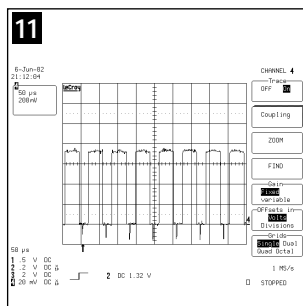 11
6-Jun-02
21:12:04
4
50 µs
200mV
LeCroy
CHANNEL 4
Trace
Off On
Coupling
ZOOM
FIND
Gain
Fixed
variable
Offsets in
Volts
Divisions
Grids
Single Dual
Quad Octal
4
50 µs
1 .5 V DC
2 .2 V DC
3 .2 V DC
4 20 mV DC
2 DC 1.32 V
1 MS/s
STOPPED